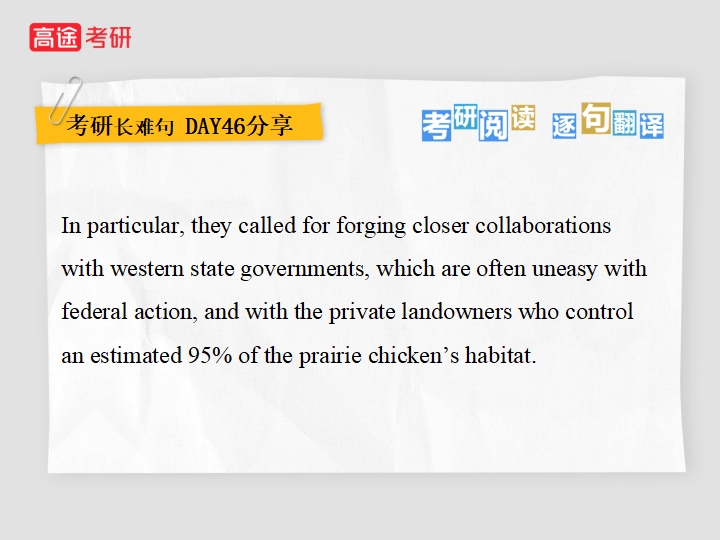 高途考研
考研长难句 DAY46分享
考研阅读 逐句翻译
In particular, they called for forging closer collaborations
with western state governments, which are often uneasy with
federal action, and with the private landowners who control
an estimated 95% of the prairie chicken’s habitat.